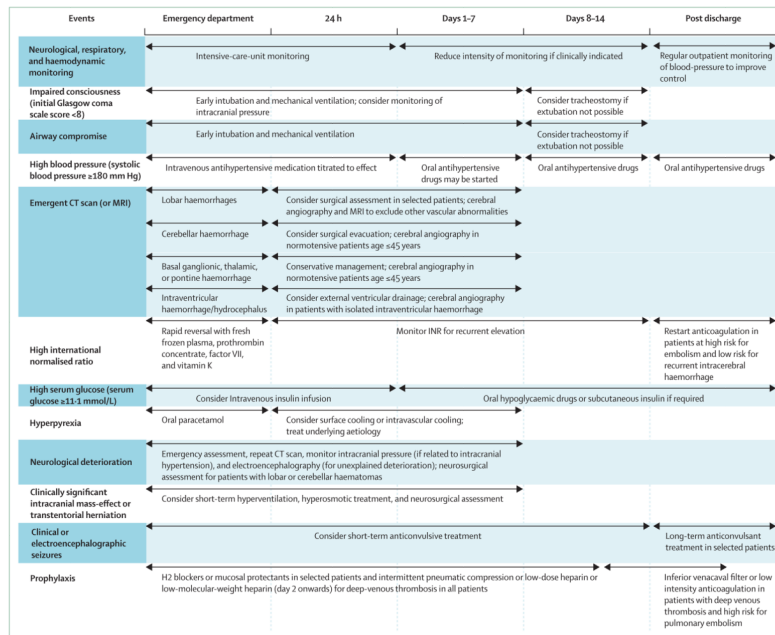 Events Emergency department 24 h Days 1–7 Days 8–14 Post discharge
Neurological, respiratory,
and haemodynamic
monitoring
Intensive-care-unit monitoring
Reduce intensity of monitoring if clinically indicated
Regular outpatient monitoring
of blood-pressure to improve
control
Impaired consciousness
(initial Glasgow coma
scale score <8)
Early intubation and mechanical ventilation; consider monitoring of
intracranial pressure
Consider tracheostomy if
extubation not possible
Airway compromise
Early intubation and mechanical ventilation
Consider tracheostomy if
extubation not possible
High blood pressure (systolic
blood pressure ≥180 mm Hg)
Intravenous antihypertensive medication titrated to effect
Oral antihypertensive
drugs may be started
Oral antihypertensive drugs
Oral antihypertensive drugs
Emergent CT scan (or MRI)
Lobar haemorrhages
Consider surgical assessment in selected patients; cerebral
angiography and MRI to exclude other vascular abnormalities
Cerebellar haemorrhage
Consider surgical evacuation; cerebral angiography in
normotensive patients age ≤45 years
Basal ganglionic, thalamic,
or pontine haemorrhage
Conservative management; cerebral angiography in
normotensive patients age ≤45 years
Intraventricular
haemorrhage/hydrocephalus
Consider external ventricular drainage; cerebral angiography
in patients with isolated intraventricular haemorrhage
High international
normalised ratio
Rapid reversal with fresh
frozen plasma, prothrombin
concentrate, factor VII,
and vitamin K
Monitor INR for recurrent elevation
Restart anticoagulation in
patients at high risk for
embolism and low risk for
recurrent intracerebral
haemorrhage
High serum glucose (serum
glucose ≥11·1 mmol/L)
Consider Intravenous insulin infusion
Oral hypoglycaemic drugs or subcutaneous insulin if required
Hyperpyrexia
Oral paracetamol
Consider surface cooling or intravascular cooling;
treat underlying aetiology
Neurological deterioration
Emergency assessment, repeat CT scan, monitor intracranial pressure (if related to intracranial
hypertension), and electroencephalography (for unexplained deterioration); neurosurgical
assessment for patients with lobar or cerebellar haematomas
Clinically significant
intracranial mass-effect or
transtentorial herniation
Consider short-term hyperventilation, hyperosmotic treatment, and neurosurgical assessment
Clinical or
electroencephalographic
seizures
Consider short-term anticonvulsive treatment
Long-term anticonvulsant
treatment in selected patients
Prophylaxis
H2 blockers or mucosal protectants in selected patients and intermittent pneumatic compression or low-dose heparin or
low-molecular-weight heparin (day 2 onwards) for deep-venous thrombosis in all patients
Inferior venacaval filter or low
intensity anticoagulation in
patients with deep venous
thrombosis and high risk for
pulmonary embolism